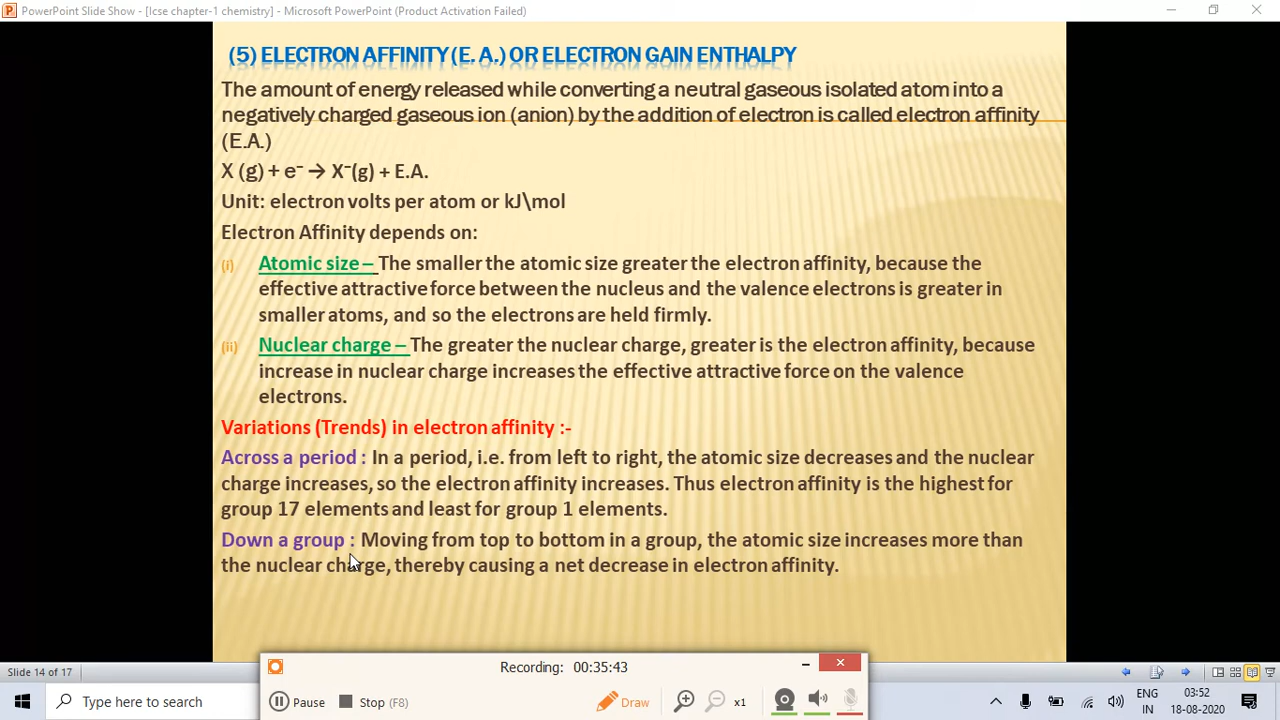 PowerPoint Slide Show - [Icse chapter-1 chemistry] - Microsoft PowerPoint (Product Activation Failed)
(5) ELECTRON AFFINITY (E. A.) OR ELECTRON GAIN ENTHALPY
The amount of energy released while converting a neutral gaseous isolated atom into a
negatively charged gaseous ion (anion) by the addition of electron is called electron affinity
(E.A.)
X (g) + e⁻ → X⁻(g) + E.A.
Unit: electron volts per atom or kJ\mol
Electron Affinity depends on:
(i) Atomic size – The smaller the atomic size greater the electron affinity, because the
effective attractive force between the nucleus and the valence electrons is greater in
smaller atoms, and so the electrons are held firmly.
(ii) Nuclear charge – The greater the nuclear charge, greater is the electron affinity, because
increase in nuclear charge increases the effective attractive force on the valence
electrons.
Variations (Trends) in electron affinity :-
Across a period : In a period, i.e. from left to right, the atomic size decreases and the nuclear
charge increases, so the electron affinity increases. Thus electron affinity is the highest for
group 17 elements and least for group 1 elements.
Down a group : Moving from top to bottom in a group, the atomic size increases more than
the nuclear charge, thereby causing a net decrease in electron affinity.
Slide 14 of 17
Recording: 00:35:43
Pause Stop (F8) Draw x1
Type here to search
ENG 03:52
IN 18-08-2020